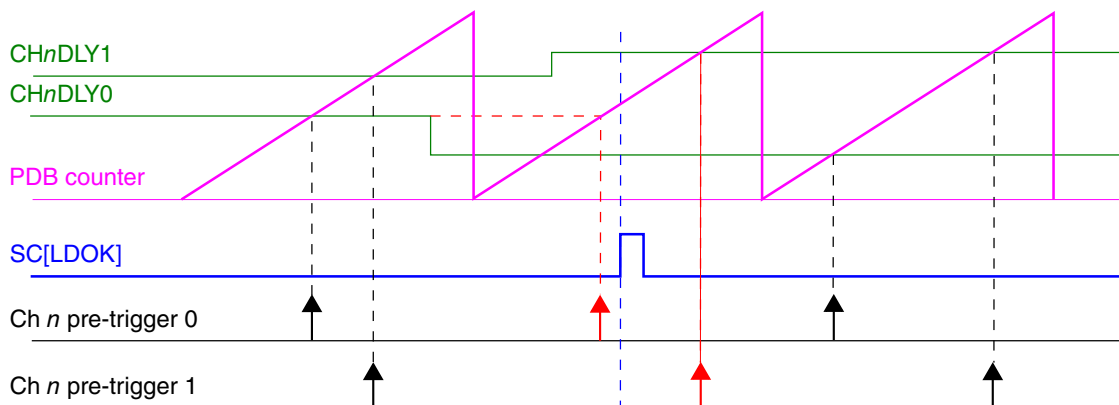 CHnDLY1
CHnDLY0
PDB counter
SC[LDOK]
Ch n pre-trigger 0
Ch n pre-trigger 1